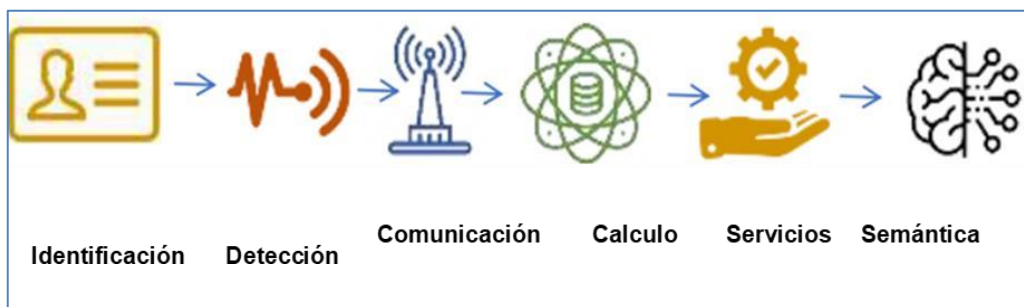 Identificación
Detección
Comunicación
Calculo
Servicios
Semántica